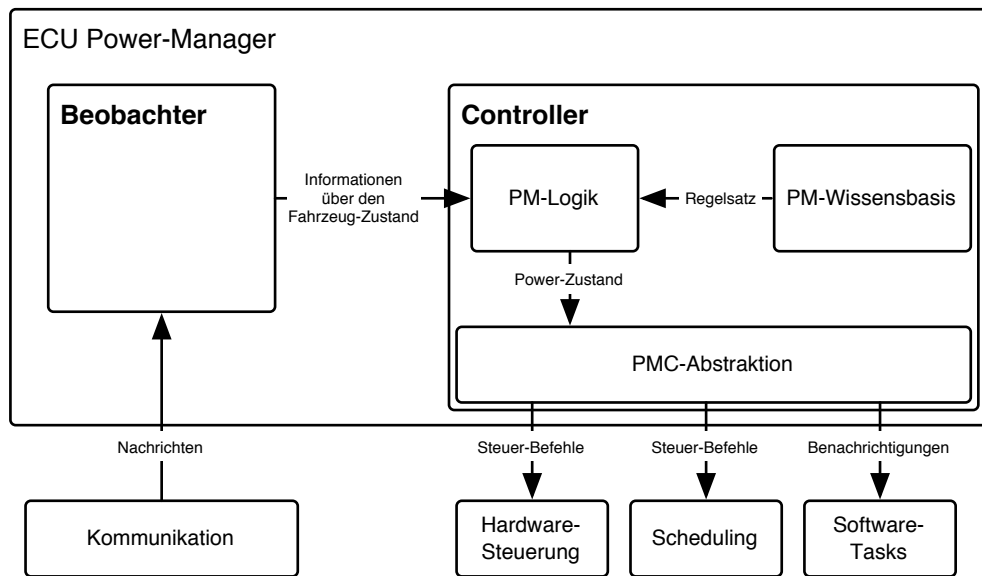 ECU Power-Manager
Beobachter
Controller
Informationen
über den
Fahrzeug-Zustand
PM-Logik
Regelsatz
PM-Wissensbasis
Power-Zustand
PMC-Abstraktion
Nachrichten
Steuer-Befehle
Steuer-Befehle
Benachrichtigungen
Kommunikation
Hardware-
Steuerung
Scheduling
Software-
Tasks